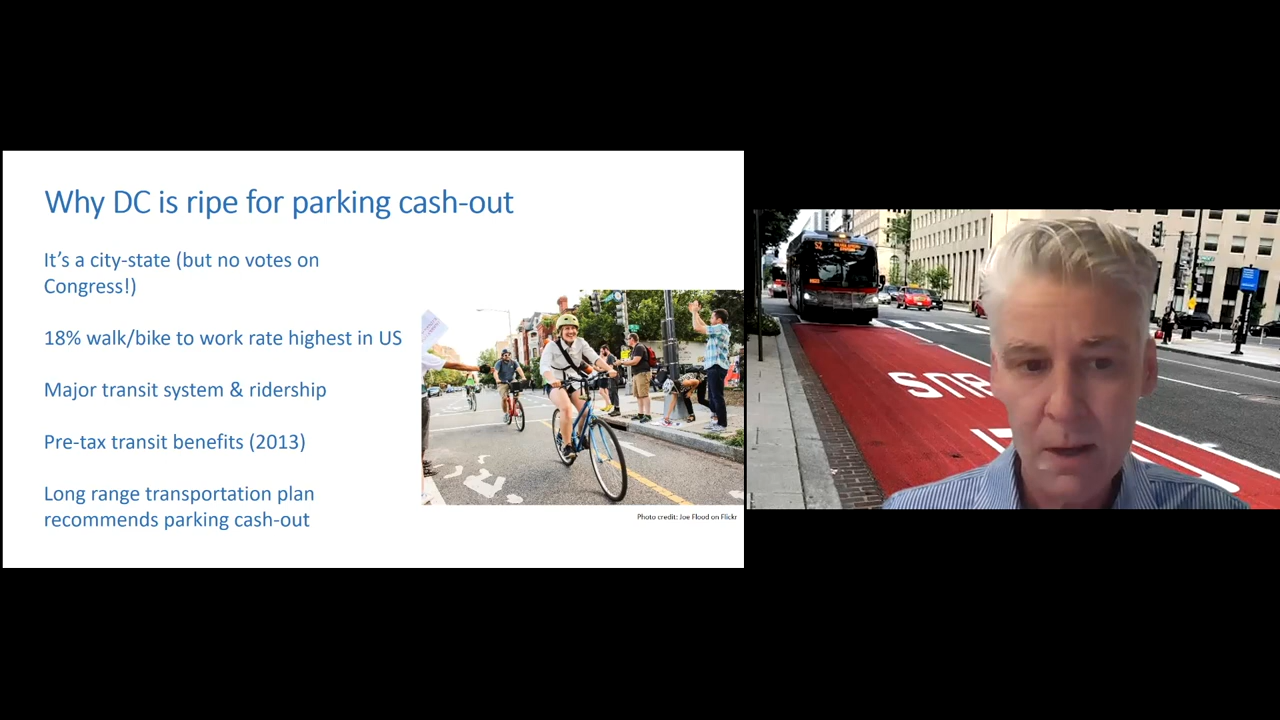 Why DC is ripe for parking cash-out
It's a city-state (but no votes on
Congress!)
18% walk/bike to work rate highest in US
Major transit system & ridership
Pre-tax transit benefits (2013)
Long range transportation plan
recommends parking cash-out
Photo credit: Joe Flood on Flickr
S2
BUS